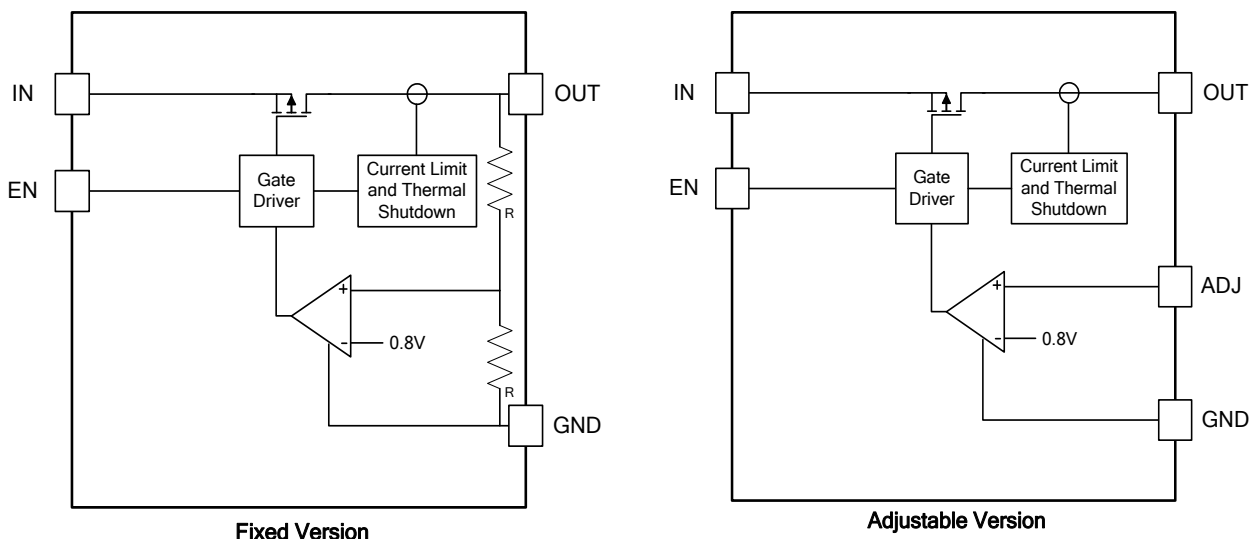 IN
OUT
EN
Gate
Driver
Current Limit
and Thermal
Shutdown
R
+
-
0.8V
R
GND
Fixed Version
IN
OUT
EN
Gate
Driver
Current Limit
and Thermal
Shutdown
ADJ
+
-
0.8V
GND
Adjustable Version